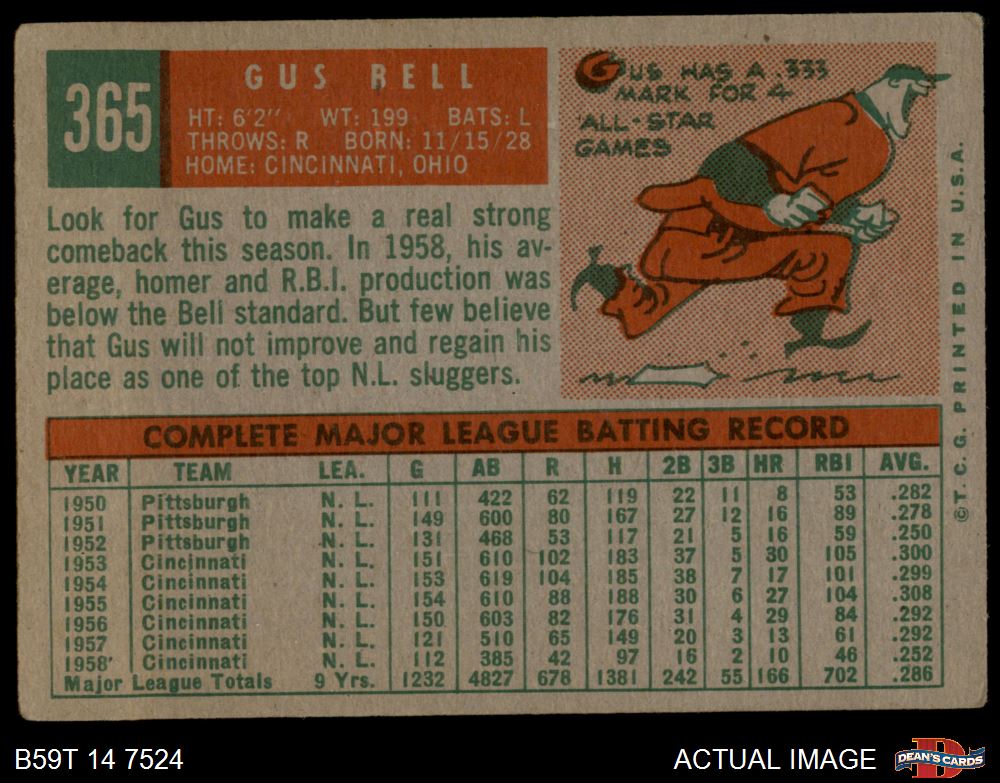 365
GUS BELL
HT: 6'2" WT: 199 BATS: L
THROWS: R BORN: 11/15/28
HOME: CINCINNATI, OHIO
GUS HAS A .333
MARK FOR 4
ALL-STAR
GAMES
Look for Gus to make a real strong
comeback this season. In 1958, his av-
erage, homer and R.B.I. production was
below the Bell standard. But few believe
that Gus will not improve and regain his
place as one of the top N.L. sluggers.
COMPLETE MAJOR LEAGUE BATTING RECORD
YEAR TEAM LEA. G AB R H 2B 3B HR RBI AVG.
1950 Pittsburgh N. L. 111 422 62 119 22 11 8 53 .282
1951 Pittsburgh N. L. 149 600 80 167 27 12 16 89 .278
1952 Pittsburgh N. L. 131 468 53 117 21 5 16 59 .250
1953 Cincinnati N. L. 151 610 102 183 37 5 30 105 .300
1954 Cincinnati N. L. 153 619 104 185 38 7 17 101 .299
1955 Cincinnati N. L. 154 610 88 188 30 6 27 104 .308
1956 Cincinnati N. L. 150 603 82 176 31 4 29 84 .292
1957 Cincinnati N. L. 121 510 65 149 20 3 13 61 .292
1958 Cincinnati N. L. 112 385 42 97 16 2 10 46 .252
Major League Totals 9 Yrs. 1232 4827 678 1381 242 55 166 702 .286
©T. C. G. PRINTED IN U.S.A.
B59T 14 7524
ACTUAL IMAGE
D
DEAN'S CARDS